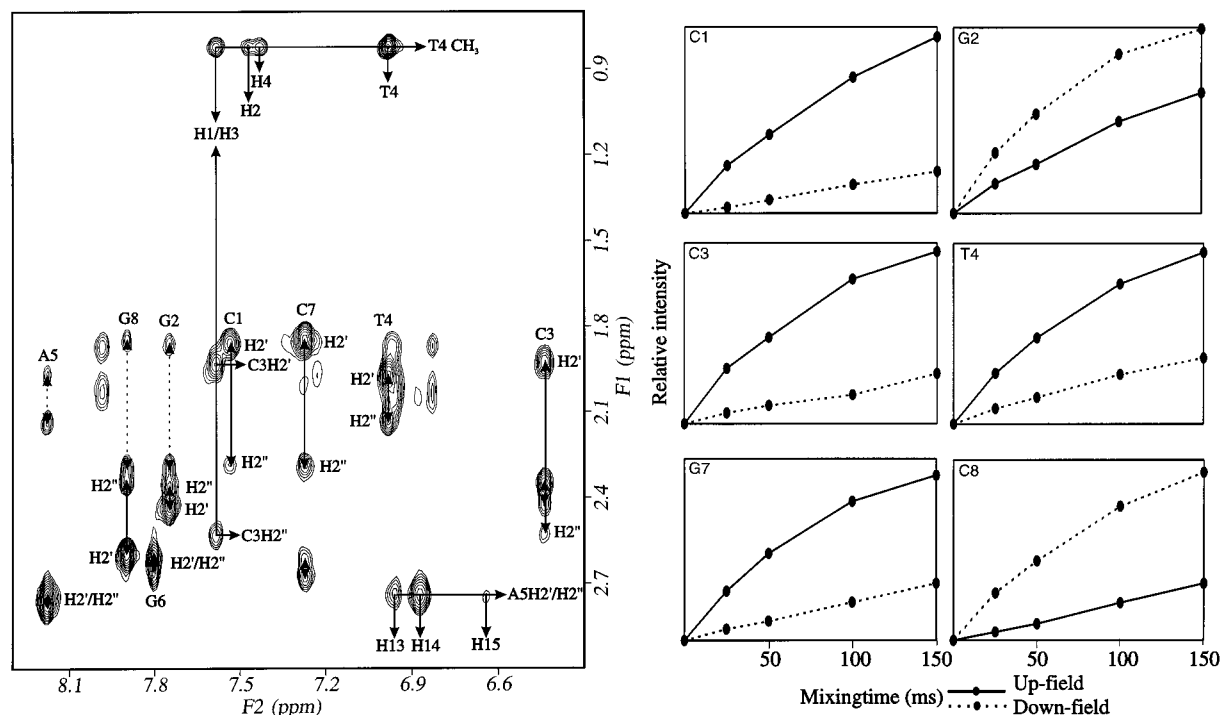 T4 CH3
H4
T4
H2
H1/H3
0.9
1.2
1.5
1.8
2.1
2.4
2.7
F1 (ppm)
G8
G2
C1
C7
T4
C3
A5
H2'
H2'
H2'
C3H2'
H2'
H2"
H2"
H2"
H2"
H2"
H2'
H2"
C3H2"
H2'
H2'/H2"
G6
H2'/H2"
A5H2'/H2"
H13
H14
H15
8.1
7.8
7.5
7.2
6.9
6.6
F2 (ppm)
C1
G2
C3
T4
G7
C8
Relative intensity
50
100
150
50
100
150
Mixingtime (ms)
Up-field
Down-field